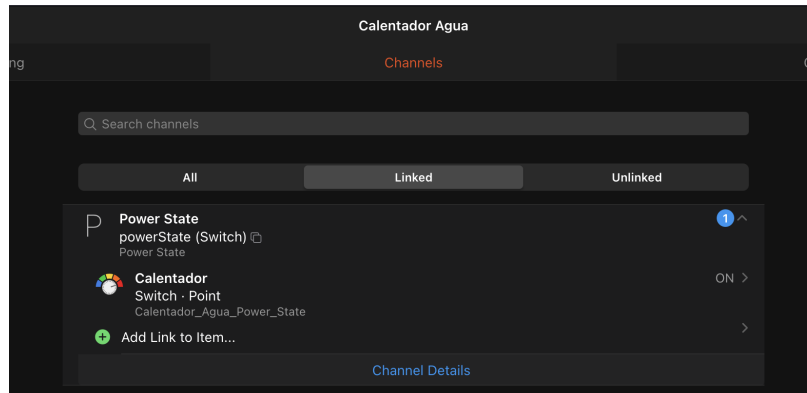 Calentador Agua
ng
Channels
Search channels
All
Linked
Unlinked
P
Power State
1
powerState (Switch)
Power State
Calentador
ON
Switch · Point
Calentador_Agua_Power_State
Add Link to Item...
Channel Details